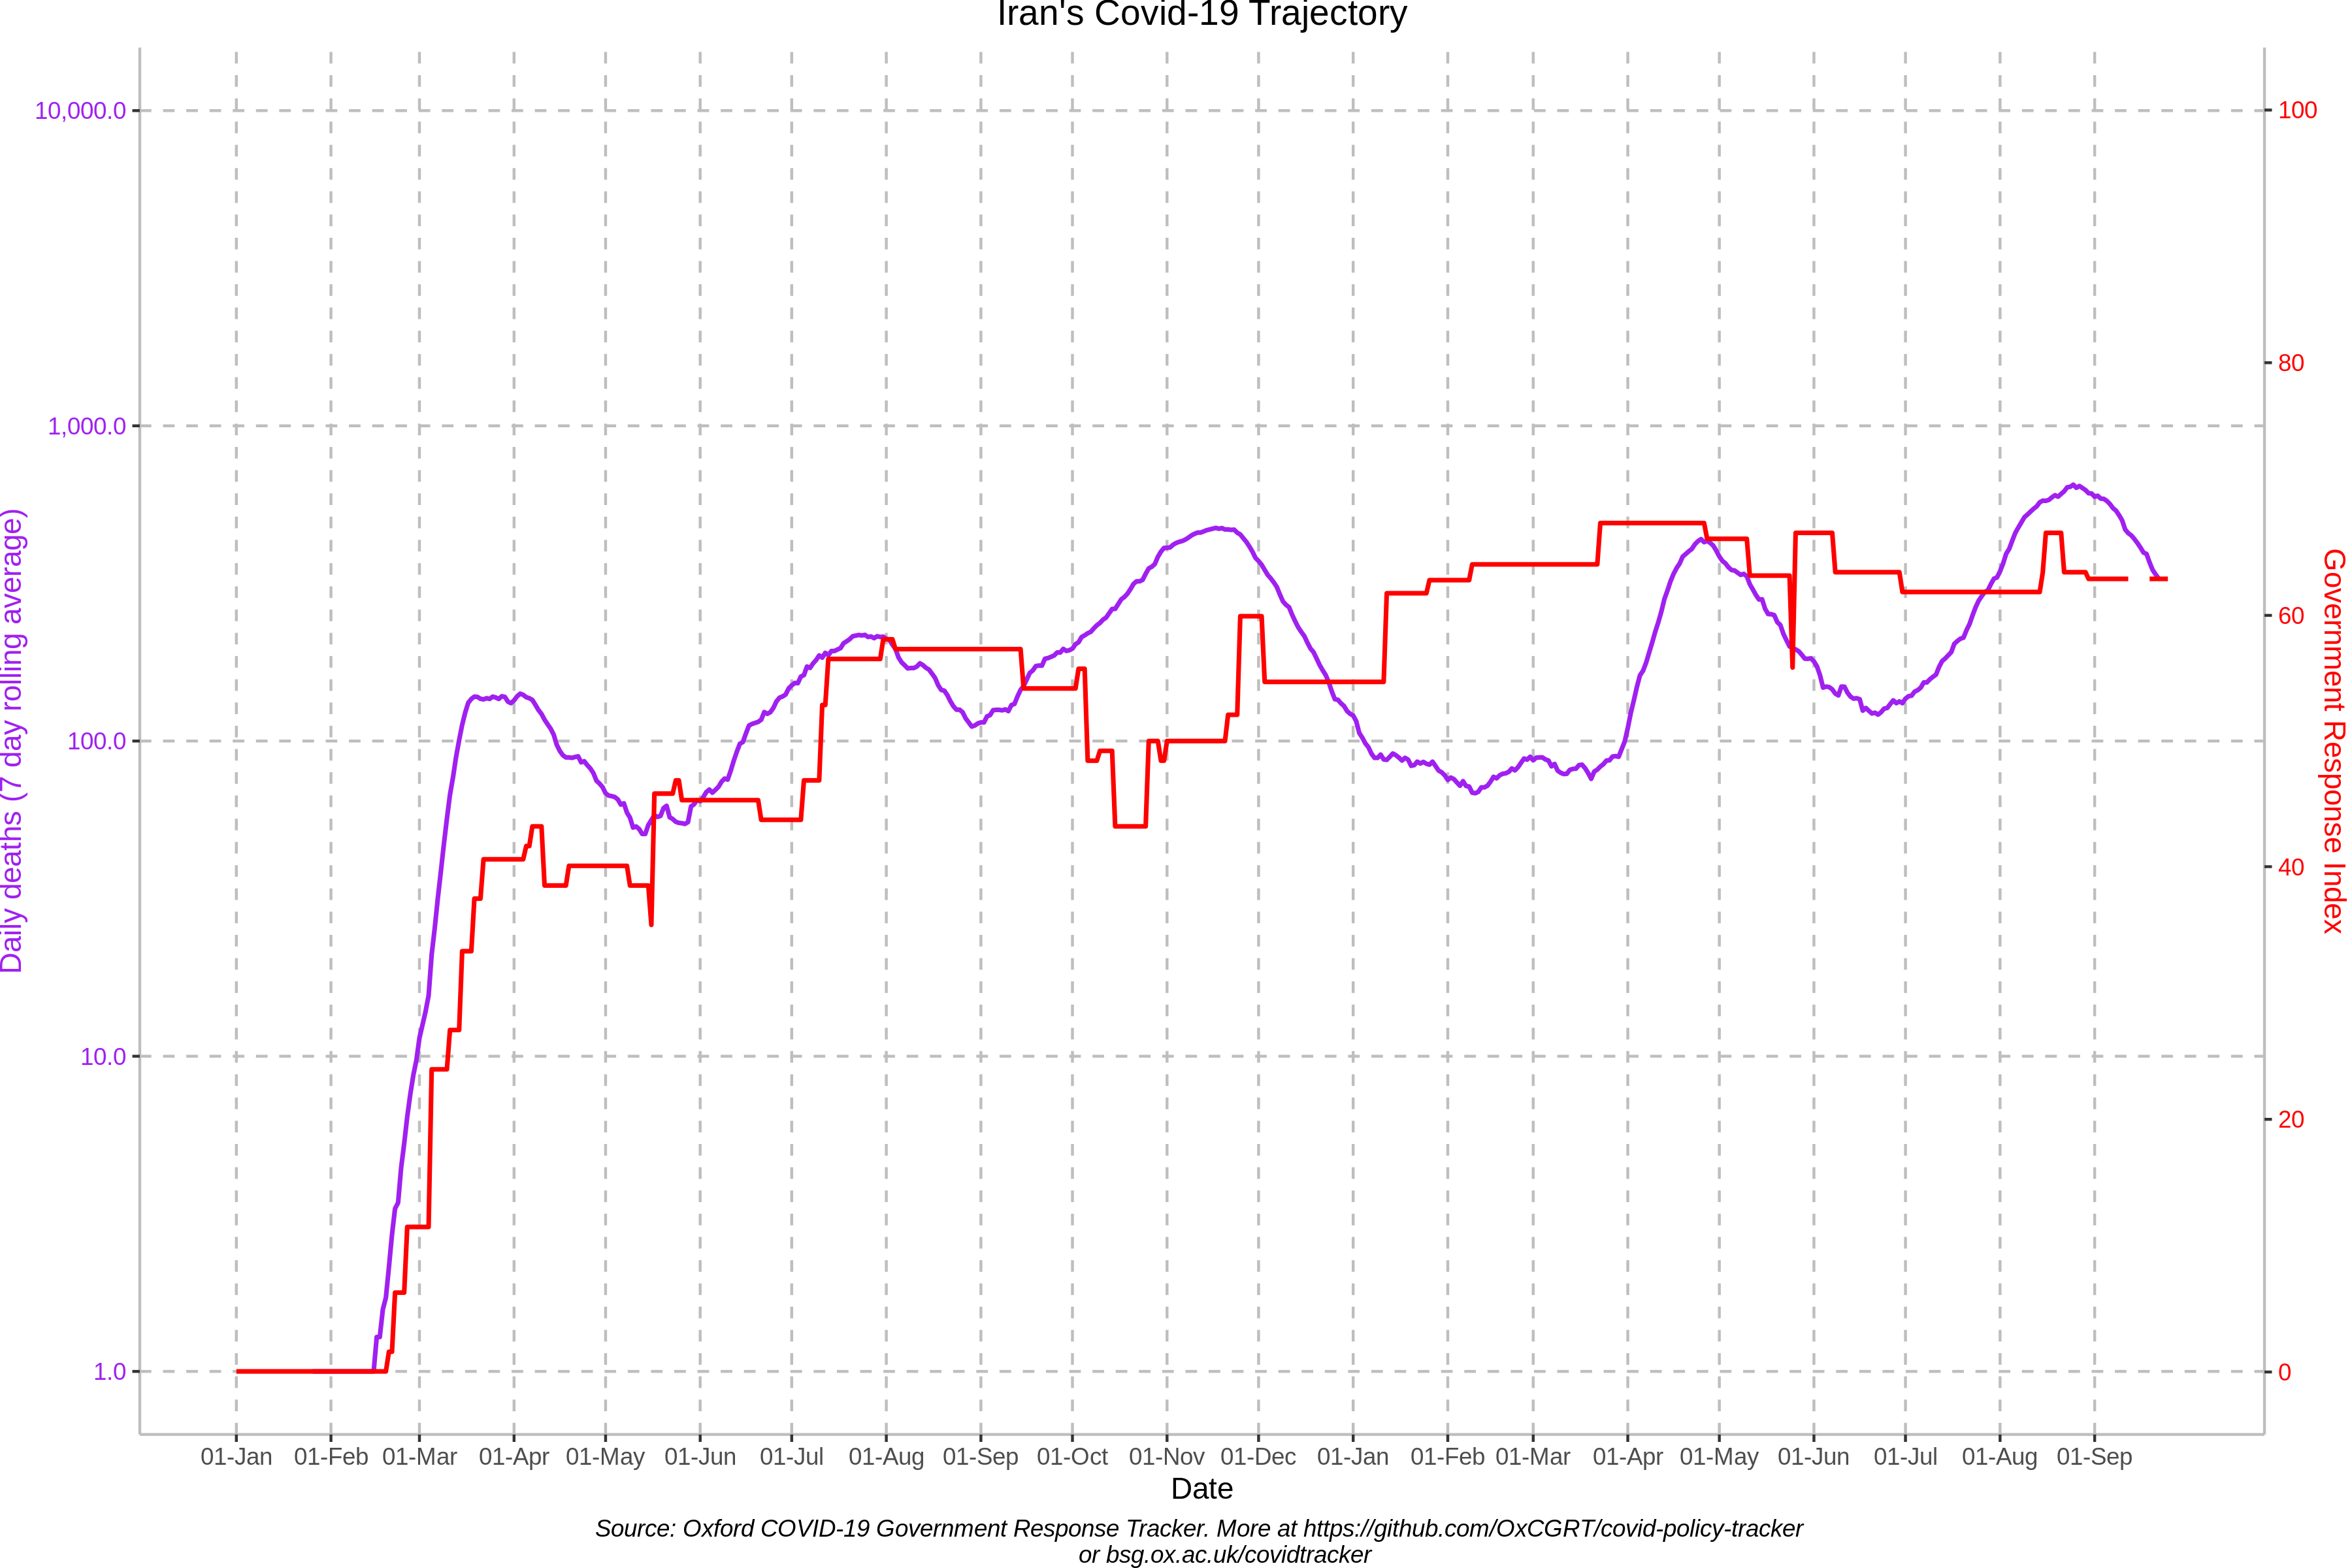 Iran's Covid-19 Trajectory
10,000.0
1,000.0
100.0
10.0
1.0
Daily deaths (7 day rolling average)
100
80
60
40
20
0
Government Response Index
01-Jan 01-Feb 01-Mar 01-Apr 01-May 01-Jun 01-Jul 01-Aug 01-Sep 01-Oct 01-Nov 01-Dec 01-Jan 01-Feb 01-Mar 01-Apr 01-May 01-Jun 01-Jul 01-Aug 01-Sep
Date
Source: Oxford COVID-19 Government Response Tracker. More at https://github.com/OxCGRT/covid-policy-tracker
or bsg.ox.ac.uk/covidtracker